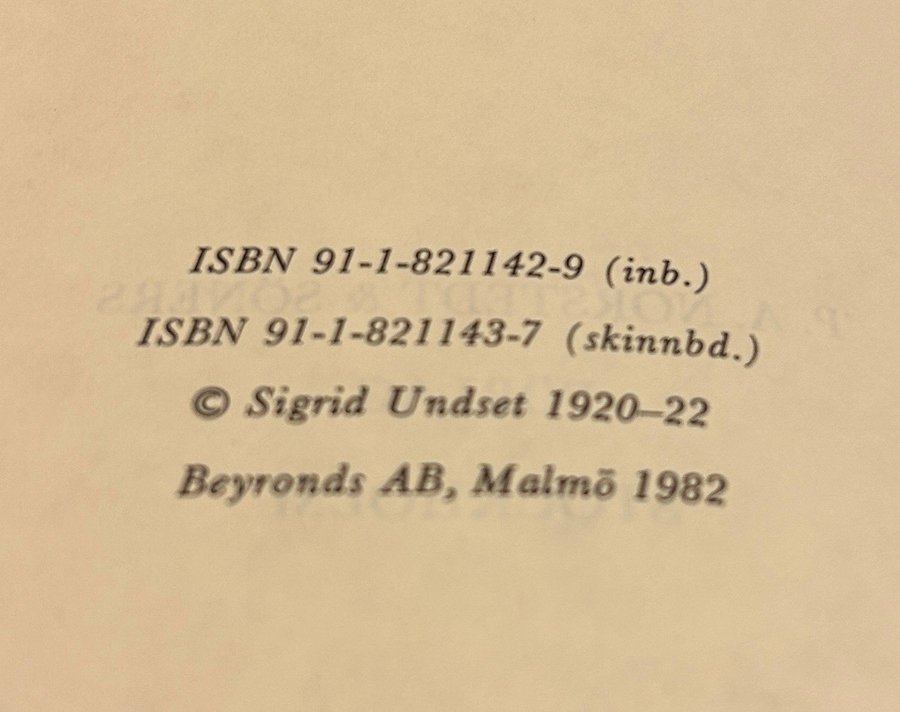 ISBN 91-1-821142-9 (inb.)
ISBN 91-1-821143-7 (skinnbd.)
© Sigrid Undset 1920–22
Beyronds AB, Malmö 1982